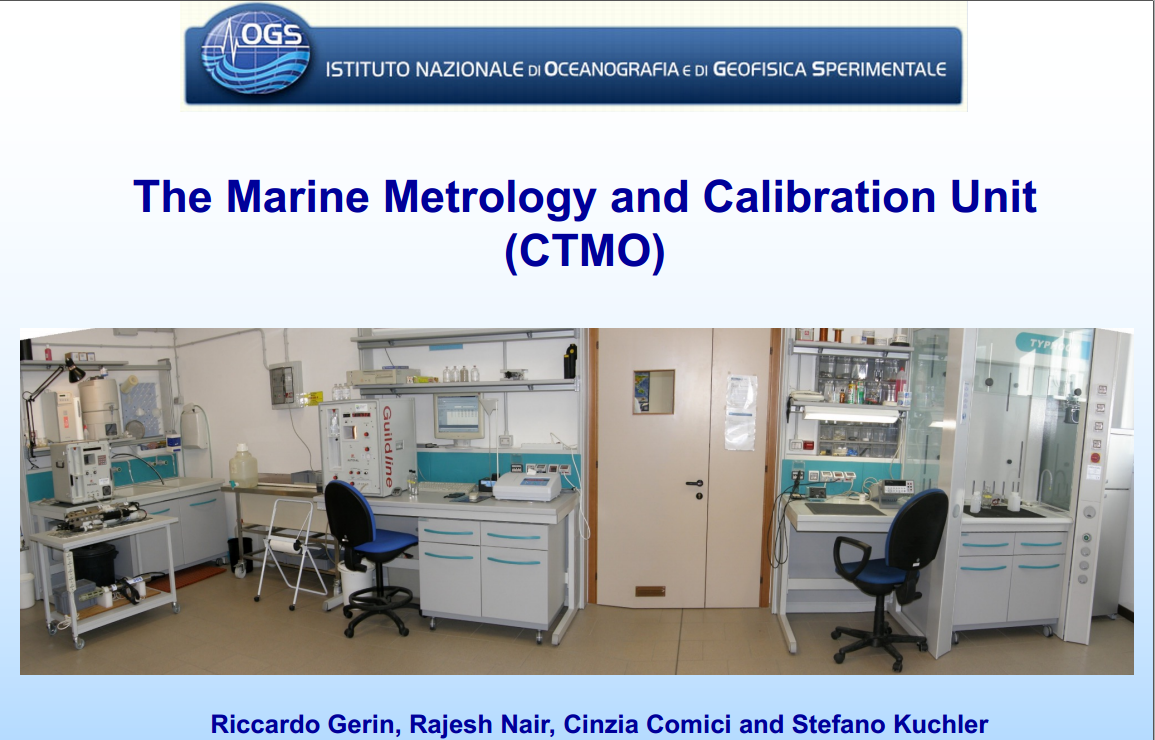 OGS
ISTITUTO NAZIONALE DI OCEANOGRAFIA E DI GEOFISICA SPERIMENTALE
The Marine Metrology and Calibration Unit
(CTMO)
Guildline
Riccardo Gerin, Rajesh Nair, Cinzia Comici and Stefano Kuchler